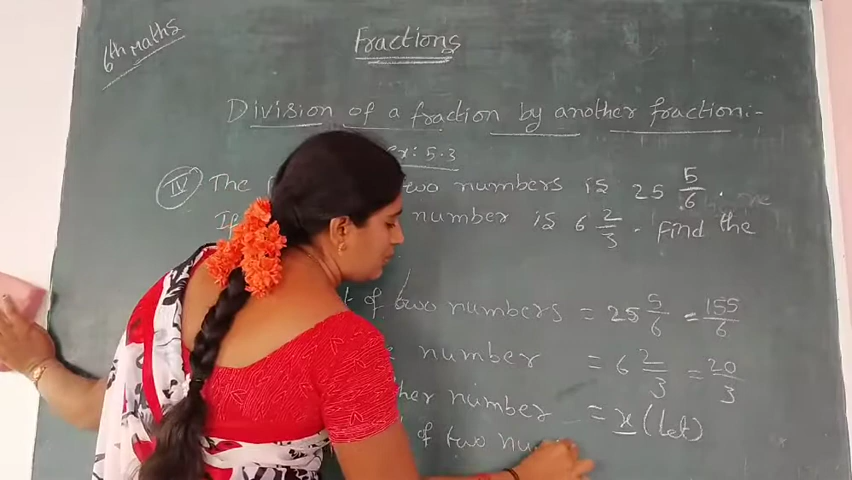 6th maths
Fractions
Division of a fraction by another fraction:-
Ex: 5.3
IV The two numbers is 25 5/6.
If number is 6 2/3. Find the
of two numbers = 25 5/6 = 155/6
number = 6 2/3 = 20/3
number = x (let)
of two